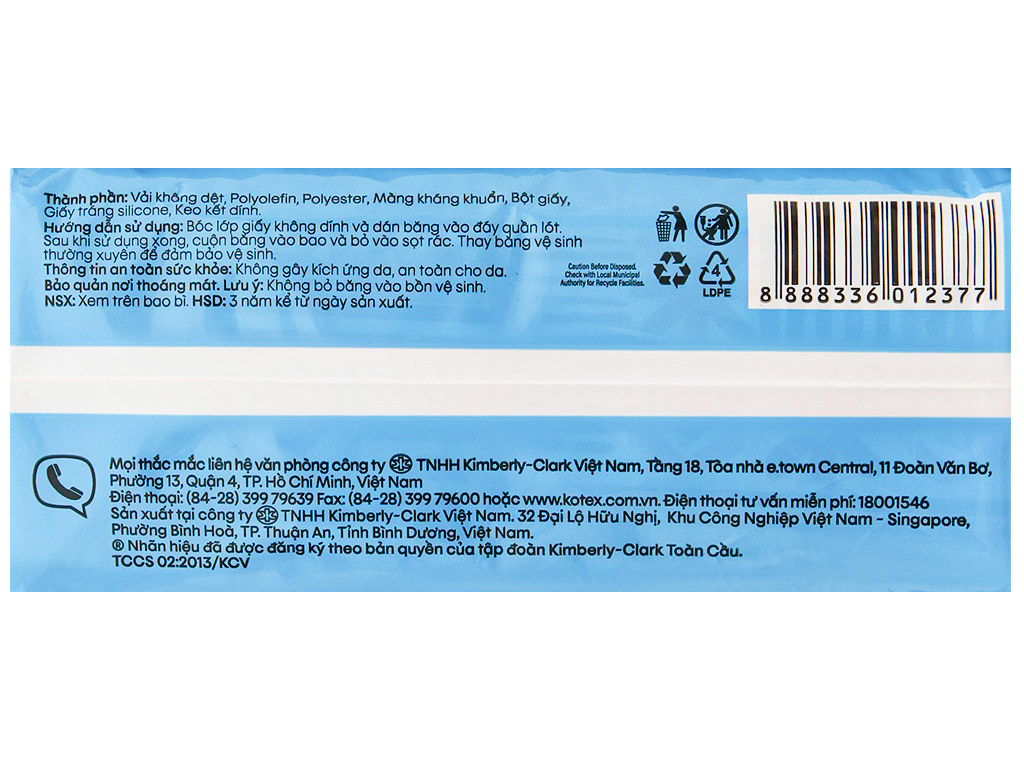 Thành phần: Vải không dệt, Polyolefin, Polyester, Màng kháng khuẩn, Bột giấy,
Giấy tráng silicone, Keo kết dính.
Hướng dẫn sử dụng: Bóc lớp giấy không dính và dán băng vào đáy quần lót.
Sau khi sử dụng xong, cuộn băng vào bao và bỏ vào sọt rác. Thay băng vệ sinh
thường xuyên để đảm bảo vệ sinh.
Thông tin an toàn sức khỏe: Không gây kích ứng da, an toàn cho da.
Bảo quản nơi thoáng mát. Lưu ý: Không bỏ băng vào bồn vệ sinh.
NSX: Xem trên bao bì. HSD: 3 năm kể từ ngày sản xuất.
Caution Before Disposed.
Check with Local Municipal
Authority for Recycle Facilities.
4
LDPE
8 888336 012377
Mọi thắc mắc liên hệ văn phòng công ty TNHH Kimberly-Clark Việt Nam, Tầng 18, Tòa nhà e.town Central, 11 Đoàn Văn Bơ,
Phường 13, Quận 4, TP. Hồ Chí Minh, Việt Nam
Điện thoại: (84-28) 399 79639 Fax: (84-28) 399 79600 hoặc www.kotex.com.vn. Điện thoại tư vấn miễn phí: 18001546
Sản xuất tại công ty TNHH Kimberly-Clark Việt Nam. 32 Đại Lộ Hữu Nghị, Khu Công Nghiệp Việt Nam - Singapore,
Phường Bình Hoà, TP. Thuận An, Tỉnh Bình Dương, Việt Nam.
® Nhãn hiệu đã được đăng ký theo bản quyền của tập đoàn Kimberly-Clark Toàn Cầu.
TCCS 02:2013/KCV